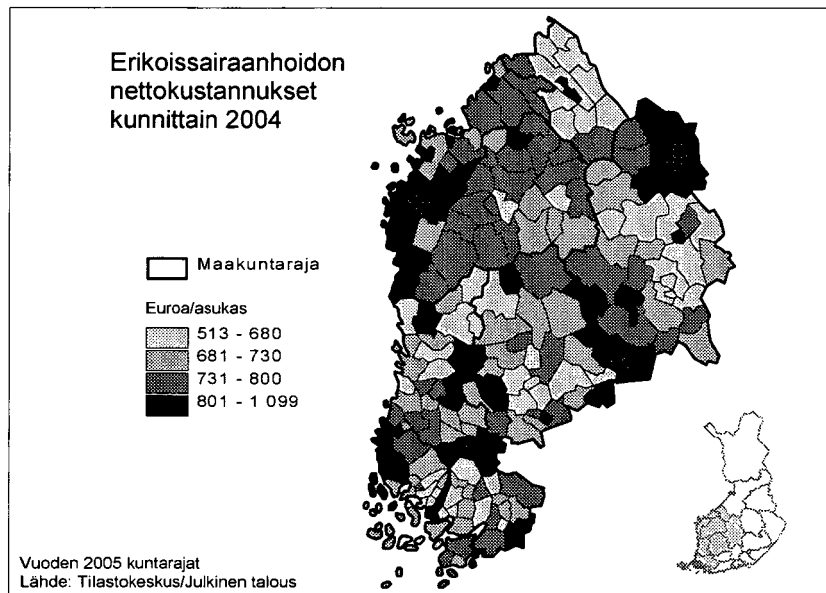 Erikoissairaanhoidon
nettokustannukset
kunnittain 2004
Maakuntaraja
Euroa/asukas
513 - 680
681 - 730
731 - 800
801 - 1 099
Vuoden 2005 kuntarajat
Lähde: Tilastokeskus/Julkinen talous